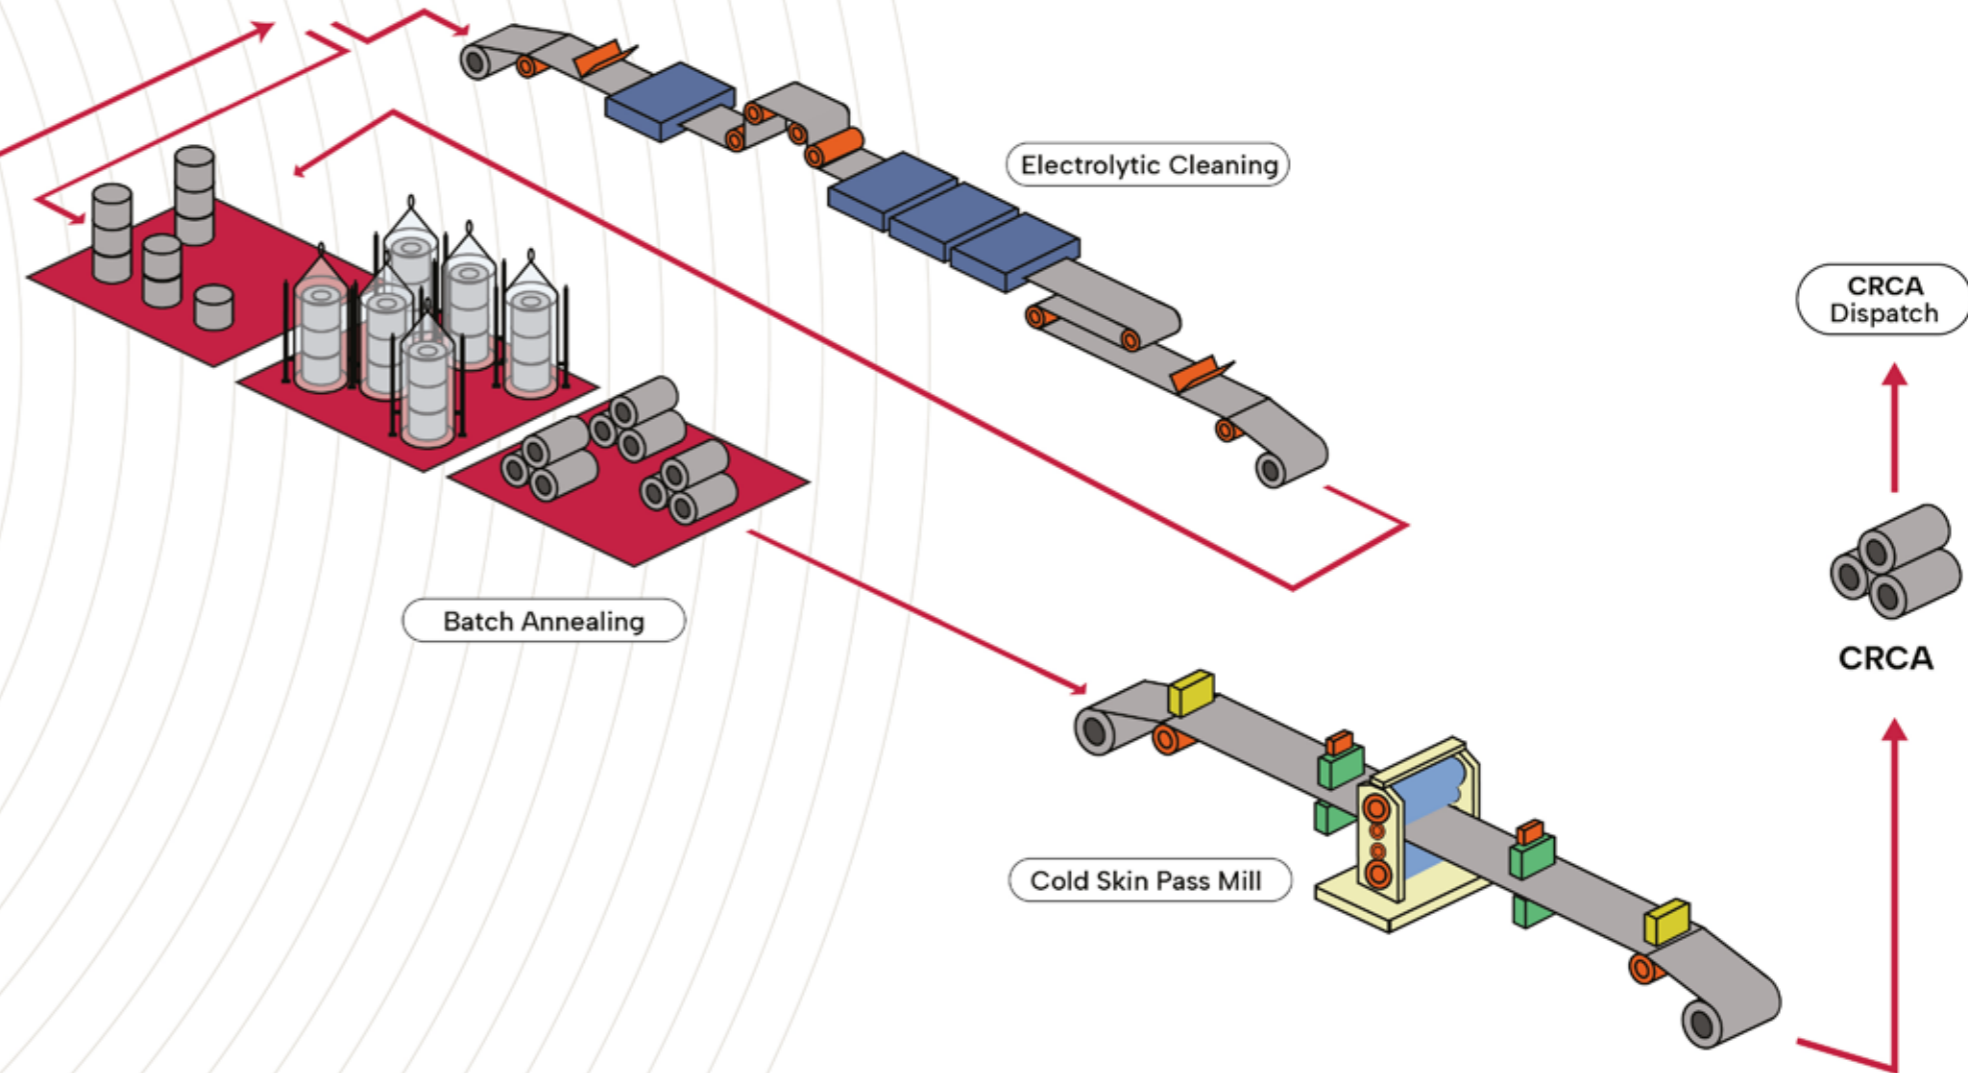 Electrolytic Cleaning
CRCA
Dispatch
Batch Annealing
CRCA
Cold Skin Pass Mill